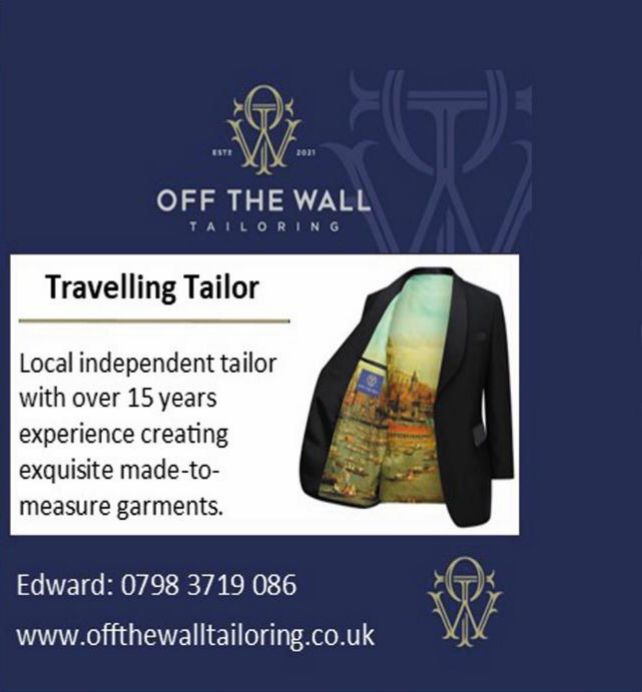 ESTD 2021
OFF THE WALL
TAILORING
Travelling Tailor
Local independent tailor
with over 15 years
experience creating
exquisite made-to-
measure garments.
Edward: 0798 3719 086
www.offthewalltailoring.co.uk